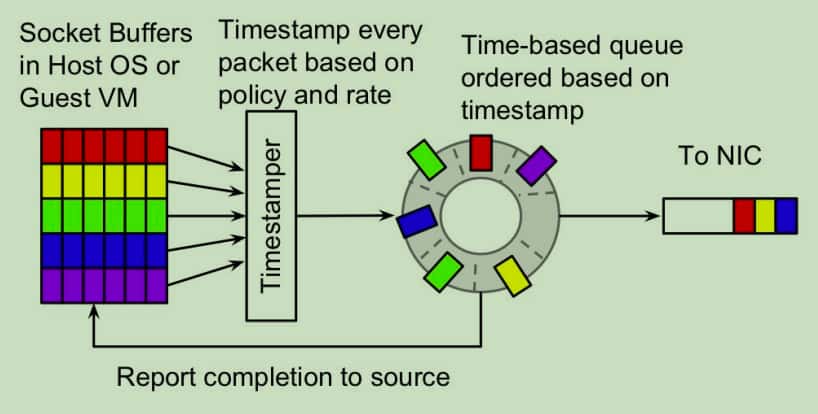 Socket Buffers
in Host OS or
Guest VM
Timestamp every
packet based on
policy and rate
Time-based queue
ordered based on
timestamp
To NIC
Timestamper
Report completion to source